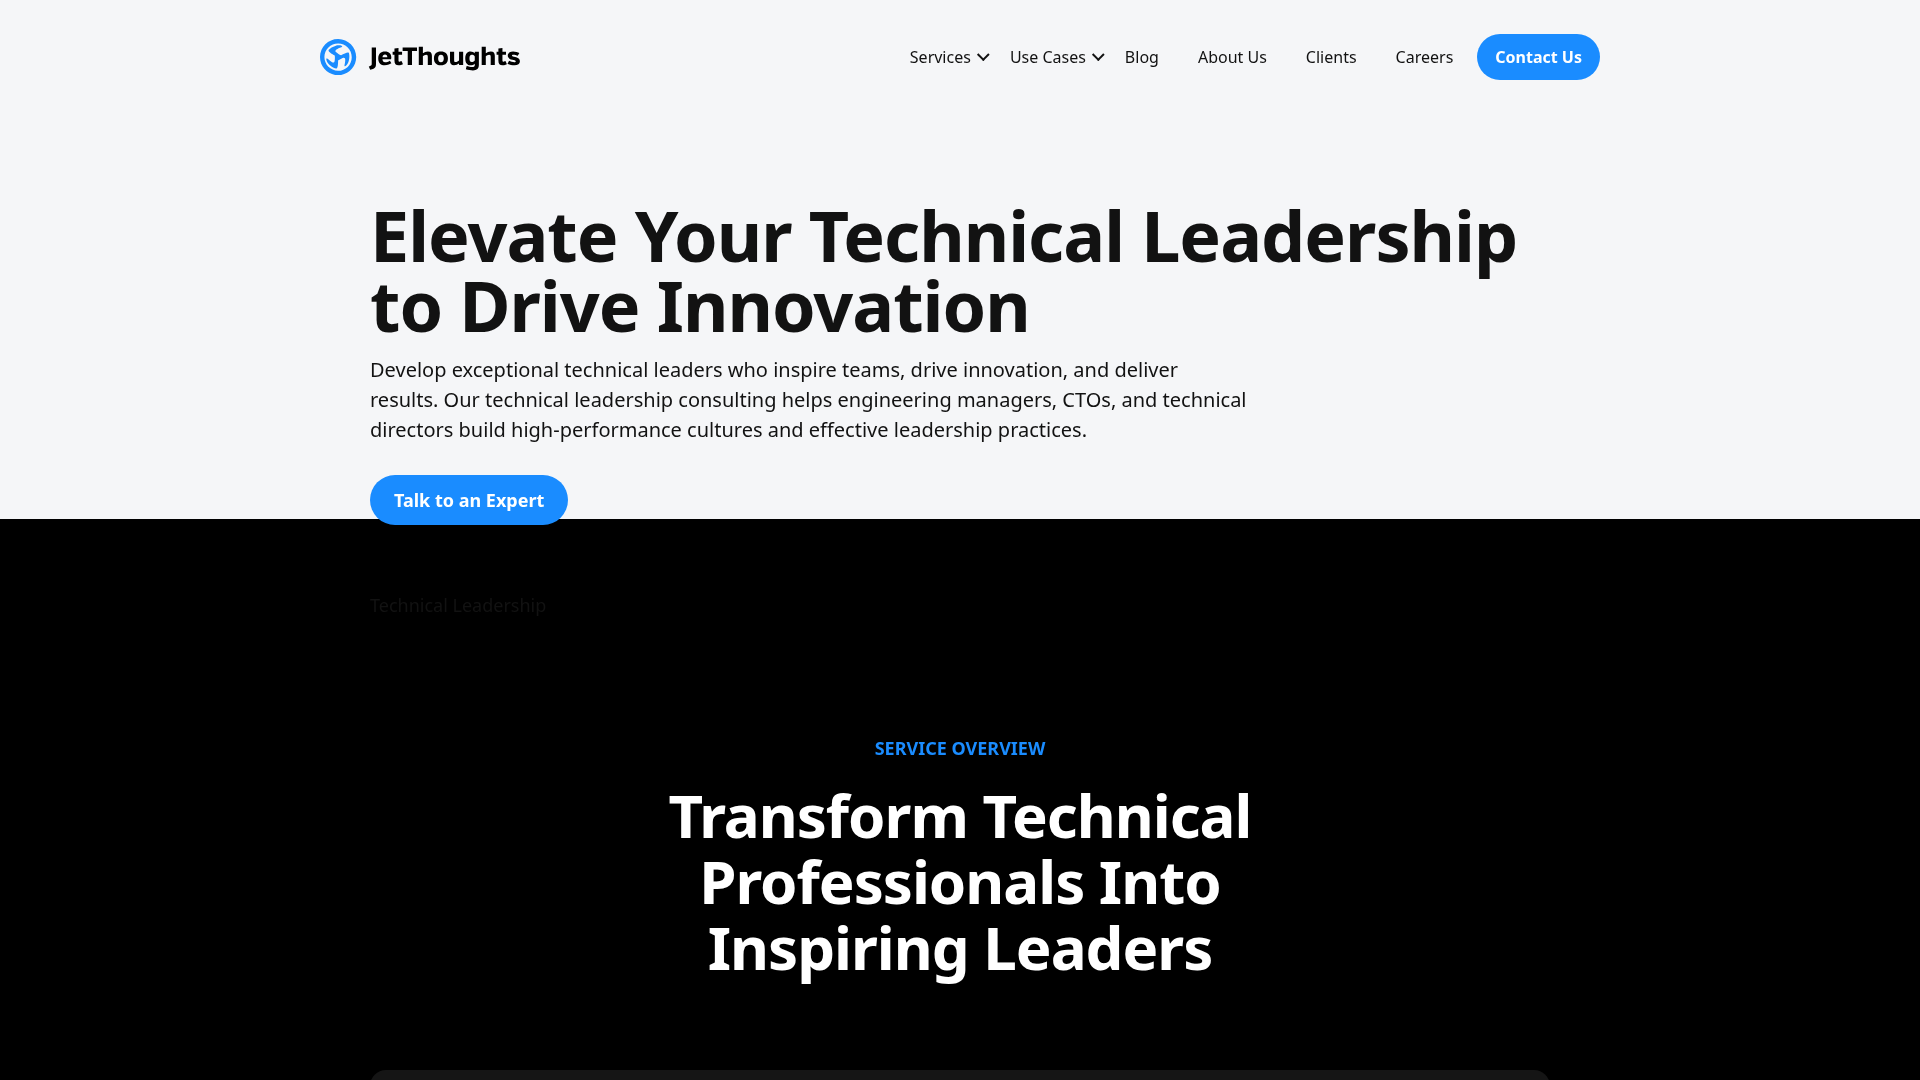 JetThoughts
Services
Use Cases
Blog
About Us
Clients
Careers
Contact Us
Elevate Your Technical Leadership
to Drive Innovation
Develop exceptional technical leaders who inspire teams, drive innovation, and deliver
results. Our technical leadership consulting helps engineering managers, CTOs, and technical
directors build high-performance cultures and effective leadership practices.
Talk to an Expert
Technical Leadership
SERVICE OVERVIEW
Transform Technical
Professionals Into
Inspiring Leaders